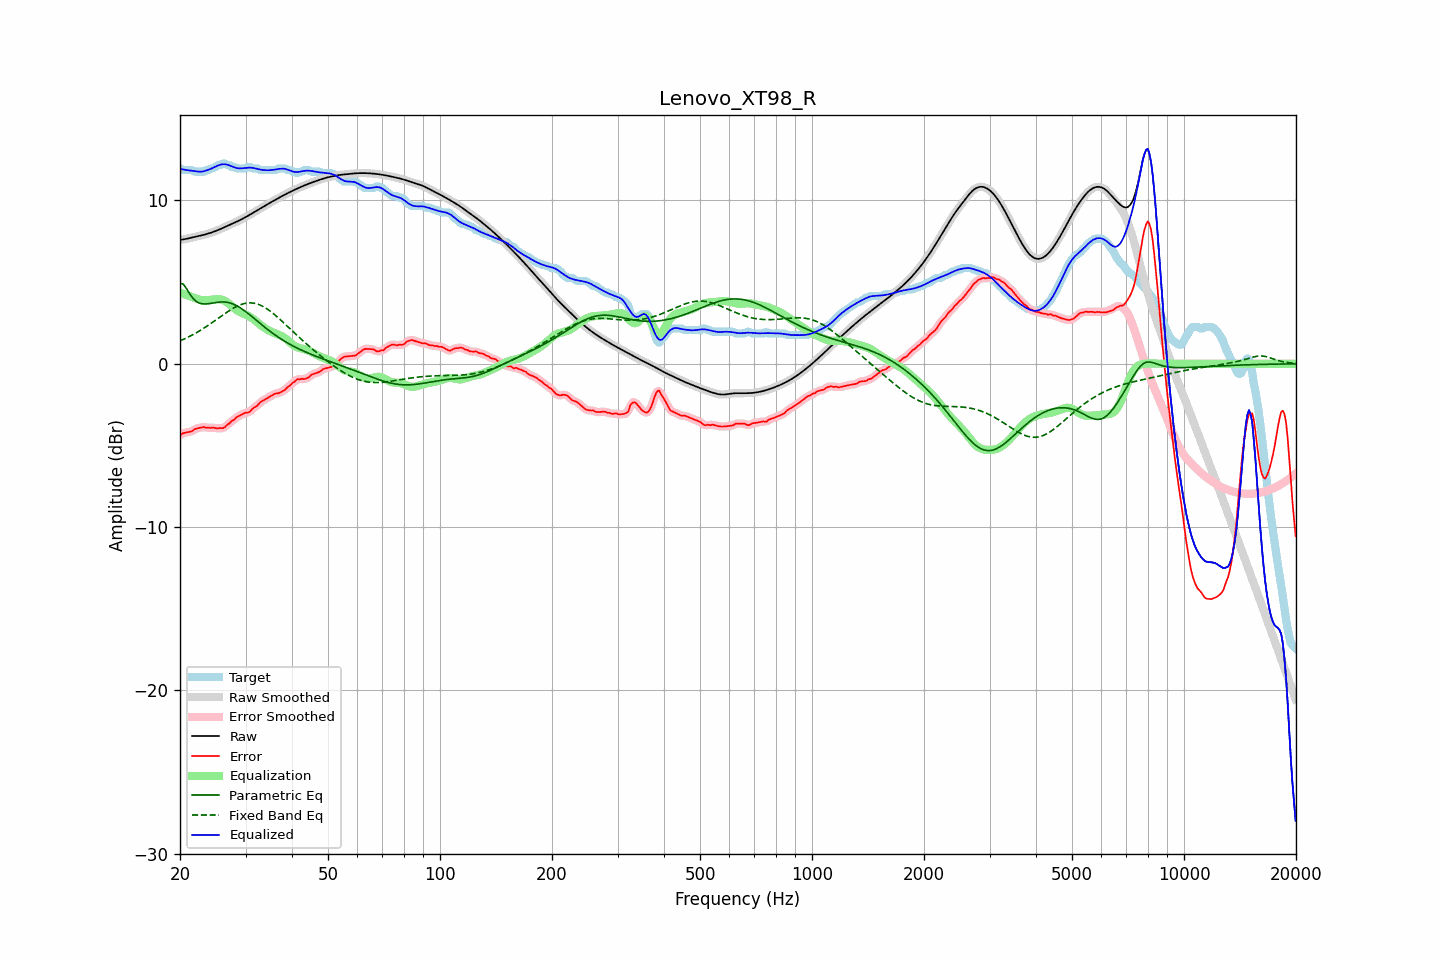 Lenovo_XT98_R
Amplitude (dBr)
10
0
−10
−20
−30
Target
Raw Smoothed
Error Smoothed
Raw
Error
Equalization
Parametric Eq
Fixed Band Eq
Equalized
20 50 100 200 500 1000 2000 5000 10000 20000
Frequency (Hz)